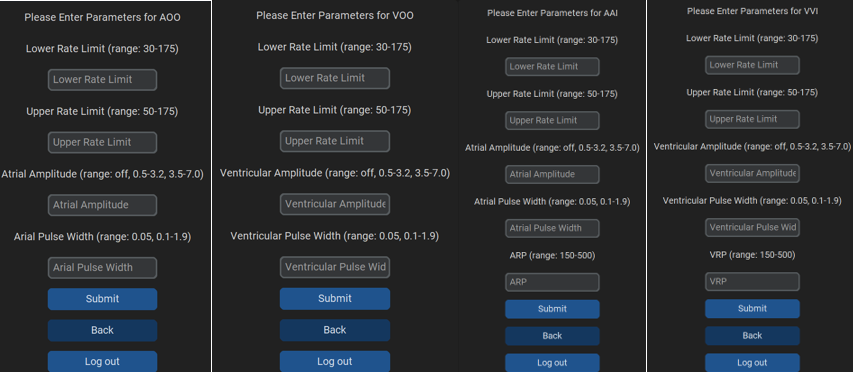 Please Enter Parameters for AOO
Lower Rate Limit (range: 30-175)
Lower Rate Limit
Upper Rate Limit (range: 50-175)
Upper Rate Limit
Atrial Amplitude (range: off, 0.5-3.2, 3.5-7.0)
Atrial Amplitude
Arial Pulse Width (range: 0.05, 0.1-1.9)
Arial Pulse Width
Submit
Back
Log out
Please Enter Parameters for VOO
Lower Rate Limit (range: 30-175)
Lower Rate Limit
Upper Rate Limit (range: 50-175)
Upper Rate Limit
Ventricular Amplitude (range: off, 0.5-3.2, 3.5-7.0)
Ventricular Amplitude
Ventricular Pulse Width (range: 0.05, 0.1-1.9)
Ventricular Pulse Wid
Submit
Back
Log out
Please Enter Parameters for AAI
Lower Rate Limit (range: 30-175)
Lower Rate Limit
Upper Rate Limit (range: 50-175)
Upper Rate Limit
Atrial Amplitude (range: off, 0.5-3.2, 3.5-7.0)
Atrial Amplitude
Atrial Pulse Width (range: 0.05, 0.1-1.9)
Atrial Pulse Width
ARP (range: 150-500)
ARP
Submit
Back
Log out
Please Enter Parameters for VVI
Lower Rate Limit (range: 30-175)
Lower Rate Limit
Upper Rate Limit (range: 50-175)
Upper Rate Limit
Ventricular Amplitude (range: off, 0.5-3.2, 3.5-7.0)
Ventricular Amplitude
Ventricular Pulse Width (range: 0.05, 0.1-1.9)
Ventricular Pulse Wid
VRP (range: 150-500)
VRP
Submit
Back
Log out